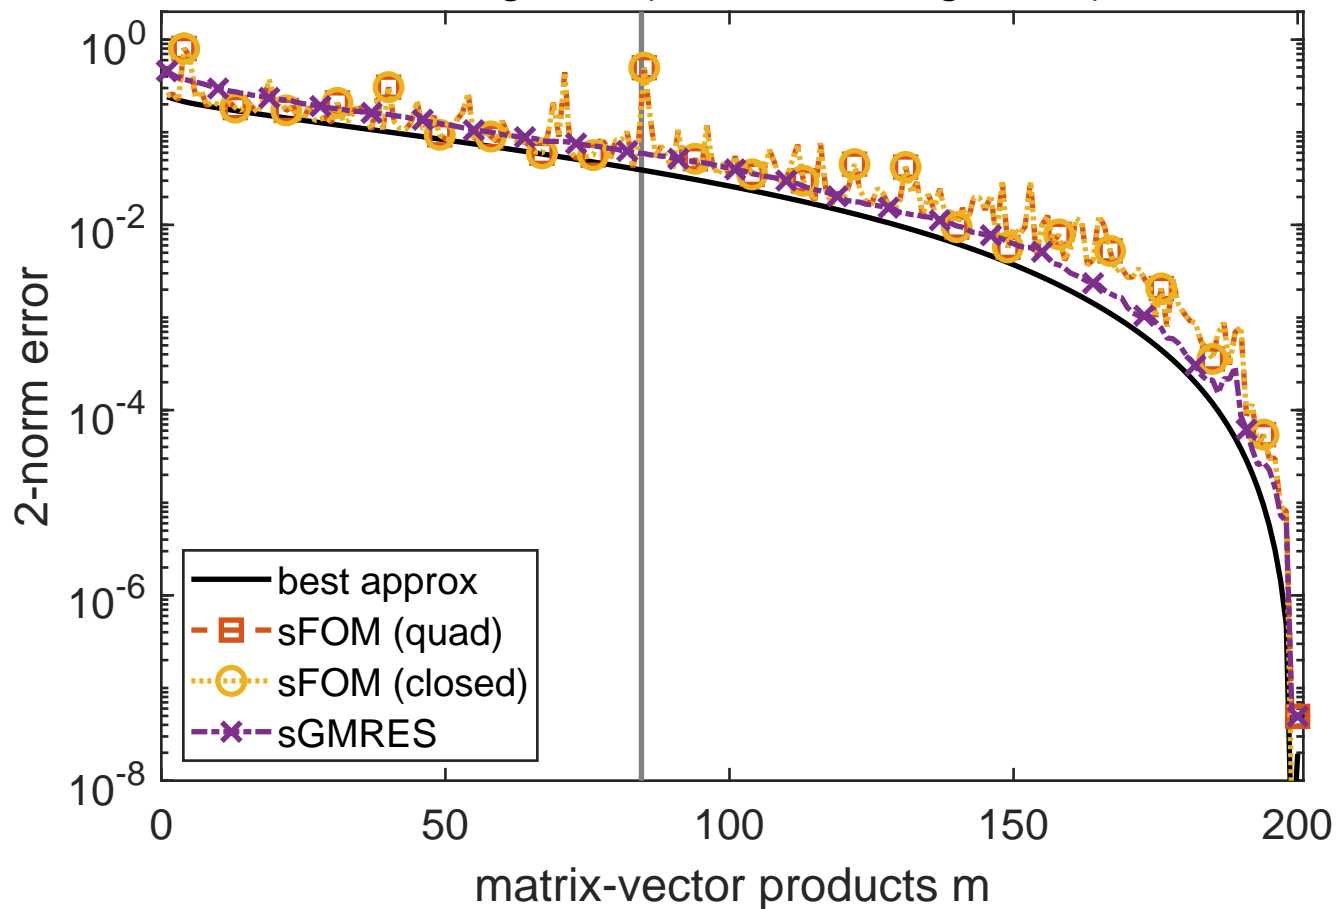 10^0
10^-2
10^-4
10^-6
10^-8
2-norm error
best approx
sFOM (quad)
sFOM (closed)
sGMRES
0 50 100 150 200
matrix-vector products m